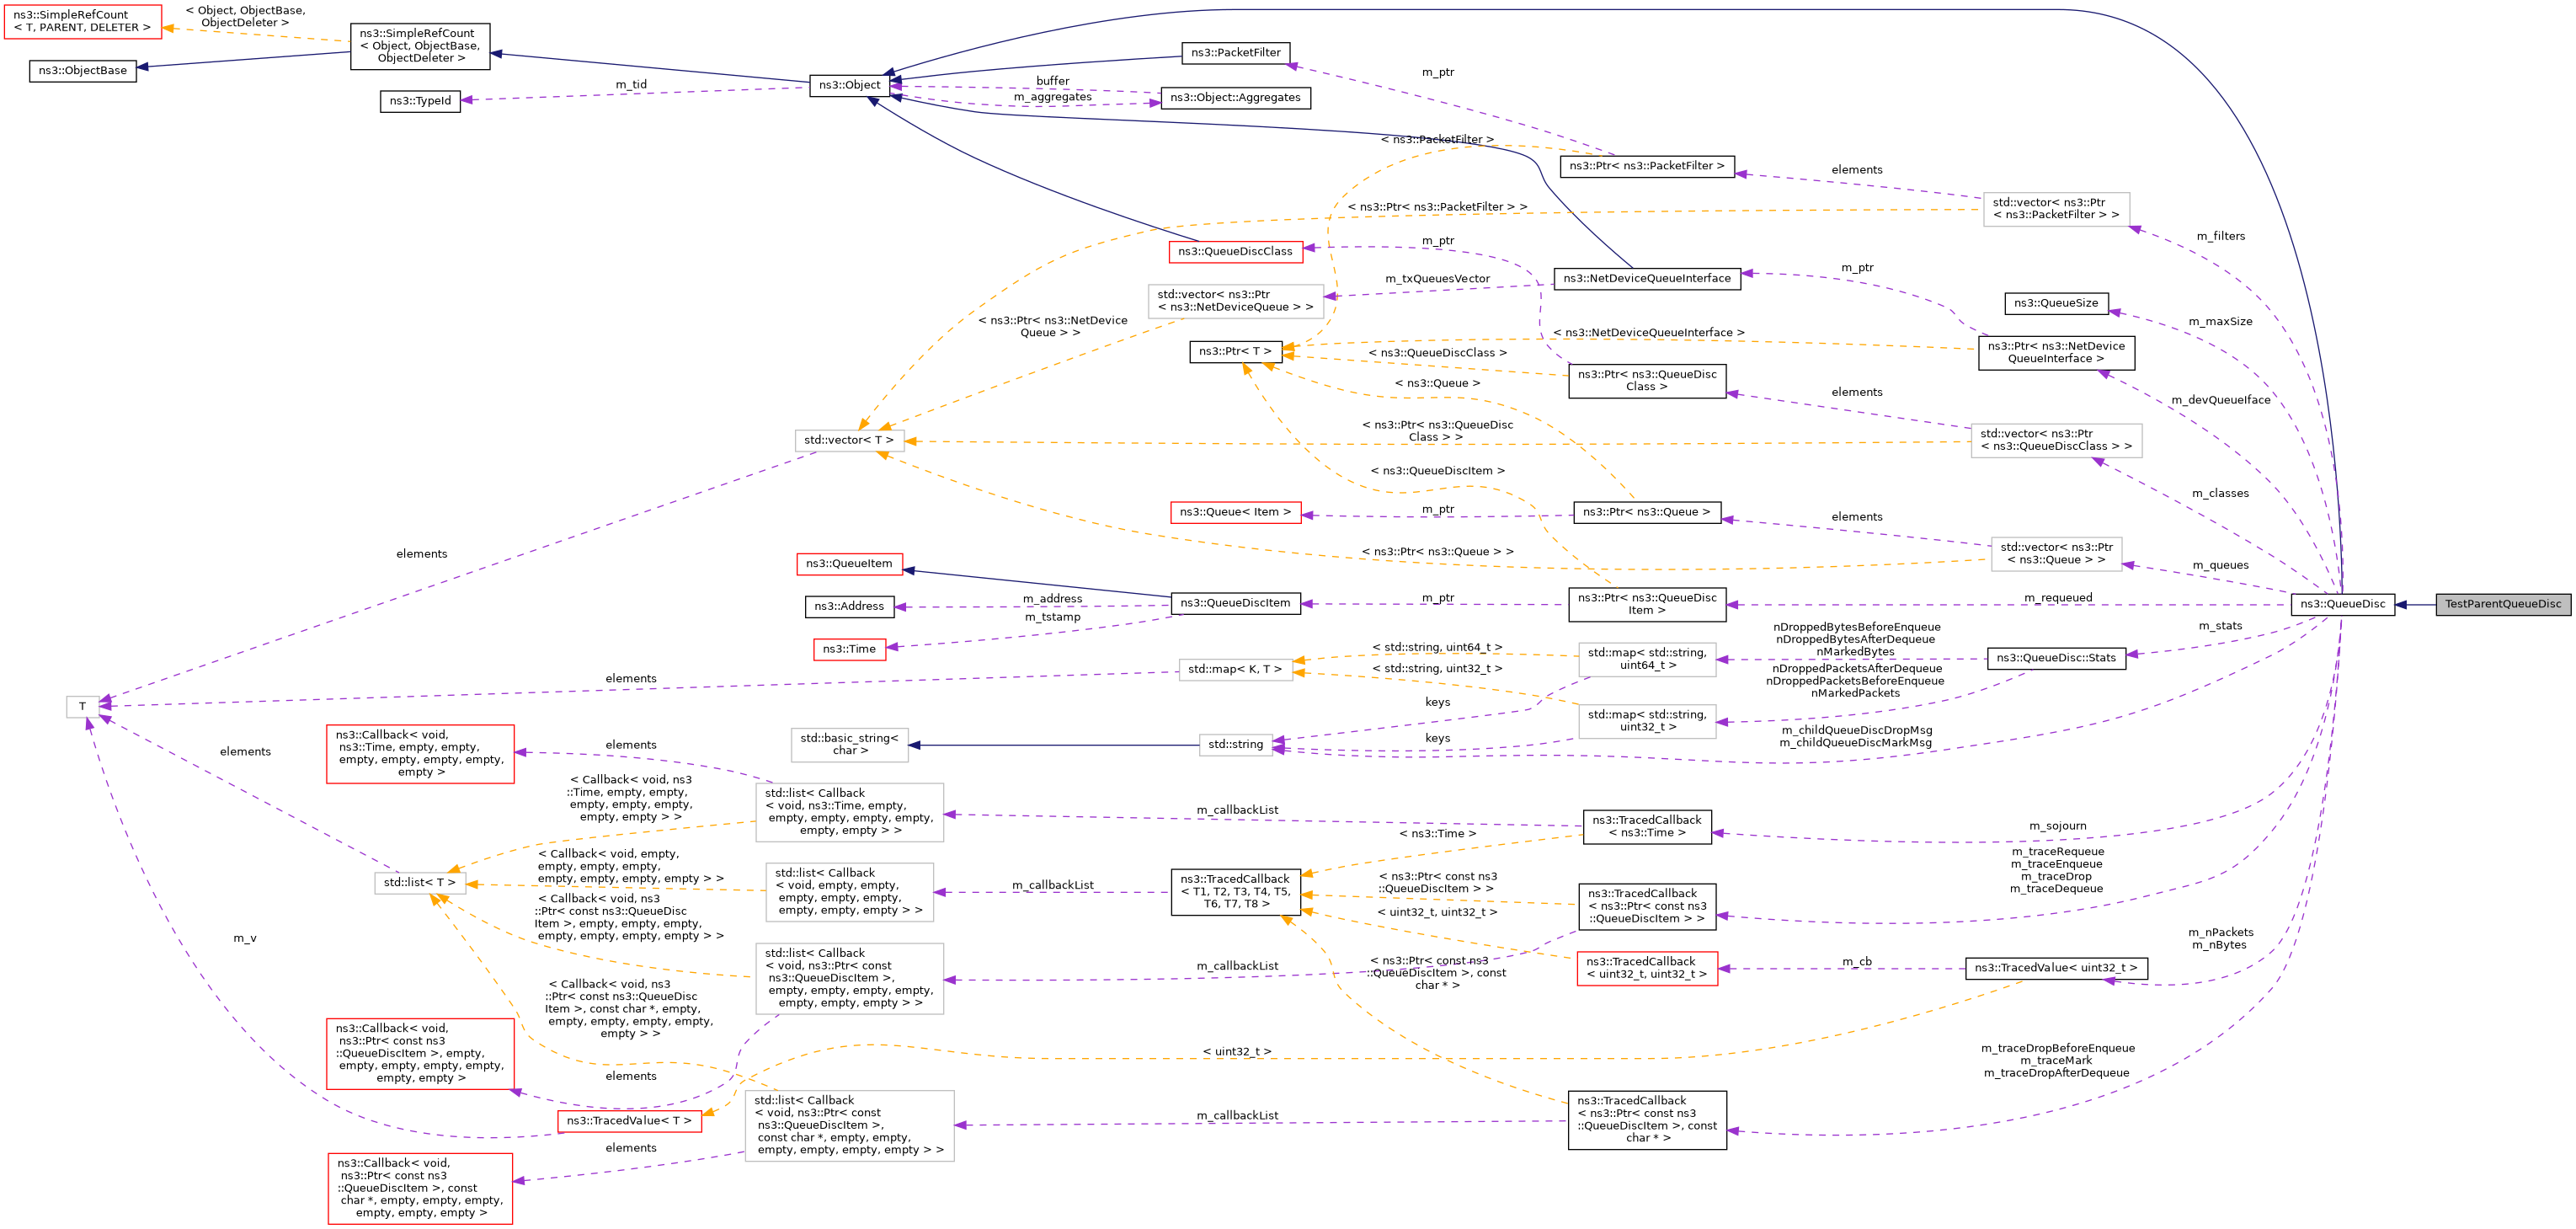 ns3::SimpleRefCount
< T, PARENT, DELETER >
< Object, ObjectBase,
ObjectDeleter >
ns3::SimpleRefCount
< Object, ObjectBase,
ObjectDeleter >
ns3::ObjectBase
ns3::TypeId
m_tid
ns3::Object
buffer
m_aggregates
ns3::PacketFilter
ns3::Object::Aggregates
m_ptr
< ns3::PacketFilter >
ns3::Ptr< ns3::PacketFilter >
elements
std::vector< ns3::Ptr
< ns3::PacketFilter > >
< ns3::Ptr< ns3::PacketFilter > >
m_filters
ns3::QueueDiscClass
m_ptr
m_txQueuesVector
ns3::NetDeviceQueueInterface
m_ptr
std::vector< ns3::Ptr
< ns3::NetDeviceQueue > >
ns3::QueueSize
m_maxSize
< ns3::Ptr< ns3::NetDevice
Queue > >
ns3::Ptr< T >
< ns3::NetDeviceQueueInterface >
ns3::Ptr< ns3::NetDevice
QueueInterface >
< ns3::QueueDiscClass >
ns3::Ptr< ns3::QueueDisc
Class >
< ns3::Queue >
elements
m_devQueueIface
std::vector< T >
< ns3::Ptr< ns3::QueueDisc
Class > >
std::vector< ns3::Ptr
< ns3::QueueDiscClass > >
< ns3::QueueDiscItem >
m_classes
ns3::Queue< Item >
m_ptr
ns3::Ptr< ns3::Queue >
elements
std::vector< ns3::Ptr
< ns3::Queue > >
elements
< ns3::Ptr< ns3::Queue > >
m_queues
ns3::QueueItem
ns3::Address
m_address
m_tstamp
ns3::QueueDiscItem
m_ptr
ns3::Ptr< ns3::QueueDisc
Item >
m_requeued
ns3::QueueDisc
TestParentQueueDisc
ns3::Time
m_stats
nDroppedBytesBeforeEnqueue
nDroppedBytesAfterDequeue
nMarkedBytes
ns3::QueueDisc::Stats
< std::string, uint64_t >
std::map< std::string,
uint64_t >
std::map< K, T >
< std::string, uint32_t >
nDroppedPacketsAfterDequeue
nDroppedPacketsBeforeEnqueue
nMarkedPackets
elements
T
keys
std::map< std::string,
uint32_t >
std::basic_string<
char >
std::string
keys
m_childQueueDiscDropMsg
m_childQueueDiscMarkMsg
ns3::Callback< void,
ns3::Time, empty, empty,
empty, empty, empty, empty,
empty >
elements
elements
< Callback< void, ns3
::Time, empty, empty,
empty, empty, empty,
empty, empty > >
std::list< Callback
< void, ns3::Time, empty,
empty, empty, empty, empty,
empty, empty > >
m_callbackList
ns3::TracedCallback
< ns3::Time >
m_sojourn
< ns3::Time >
std::list< T >
< Callback< void, empty,
empty, empty, empty,
empty, empty, empty, empty > >
std::list< Callback
< void, empty, empty,
empty, empty, empty,
empty, empty, empty > >
m_callbackList
ns3::TracedCallback
< T1, T2, T3, T4, T5,
T6, T7, T8 >
< ns3::Ptr< const ns3
::QueueDiscItem > >
ns3::TracedCallback
< ns3::Ptr< const ns3
::QueueDiscItem > >
m_traceRequeue
m_traceEnqueue
m_traceDrop
m_traceDequeue
< Callback< void, ns3
::Ptr< const ns3::QueueDisc
Item >, empty, empty, empty,
empty, empty, empty, empty > >
< uint32_t, uint32_t >
m_v
std::list< Callback
< void, ns3::Ptr< const
ns3::QueueDiscItem >,
empty, empty, empty, empty,
empty, empty, empty > >
m_callbackList
< ns3::Ptr< const ns3
::QueueDiscItem >, const
char * >
ns3::TracedCallback
< uint32_t, uint32_t >
m_cb
ns3::TracedValue< uint32_t >
m_nPackets
m_nBytes
< Callback< void, ns3
::Ptr< const ns3::QueueDisc
Item >, const char *, empty,
empty, empty, empty, empty,
empty > >
ns3::Callback< void,
ns3::Ptr< const ns3
::QueueDiscItem >, empty,
empty, empty, empty, empty,
empty, empty >
elements
< uint32_t >
m_traceDropBeforeEnqueue
m_traceMark
m_traceDropAfterDequeue
ns3::TracedValue< T >
std::list< Callback
< void, ns3::Ptr< const
ns3::QueueDiscItem >,
const char *, empty, empty,
empty, empty, empty, empty > >
m_callbackList
ns3::TracedCallback
< ns3::Ptr< const ns3
::QueueDiscItem >, const
char * >
elements
ns3::Callback< void,
ns3::Ptr< const ns3
::QueueDiscItem >, const
char *, empty, empty, empty,
empty, empty, empty >